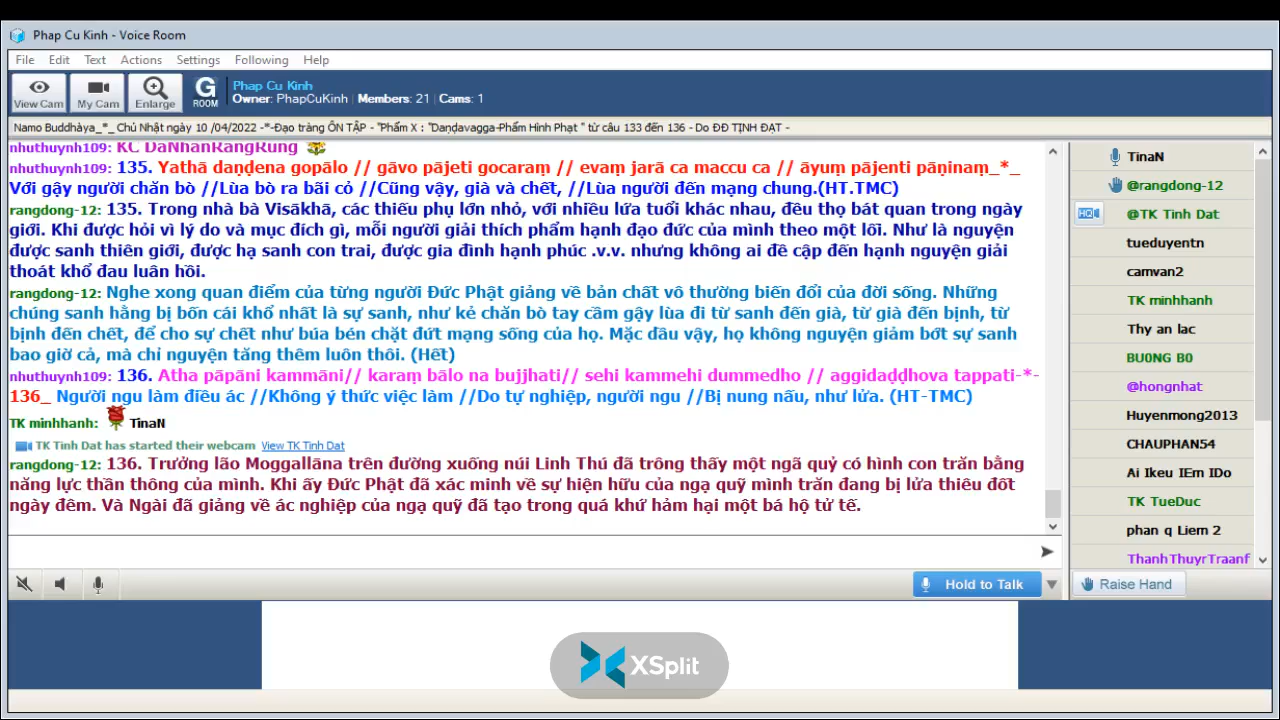 Phap Cu Kinh - Voice Room
File Edit Text Actions Settings Following Help
View Cam
My Cam
Enlarge
G
ROOM
Phap Cu Kinh
Owner: PhapCuKinh | Members: 21 | Cams: 1
Namo Buddhàya_*_ Chủ Nhật ngày 10 /04/2022 -*-Đạo tràng ÔN TẬP - "Phẩm X : "Daṇḍavagga-Phẩm Hình Phạt " từ câu 133 đến 136 - Do ĐĐ TỊNH ĐẠT -
nhuthuynh109: KC DaNhanRangRung
nhuthuynh109: 135. Yathā daṇḍena gopālo // gāvo pājeti gocaraṃ // evaṃ jarā ca maccu ca // āyuṃ pājenti pāṇinaṃ_*_
Với gậy người chăn bò //Lùa bò ra bãi cỏ //Cũng vậy, già và chết, //Lùa người đến mạng chung.(HT.TMC)
rangdong-12: 135. Trong nhà bà Visākhā, các thiếu phụ lớn nhỏ, với nhiều lứa tuổi khác nhau, đều thọ bát quan trong ngày
giới. Khi được hỏi vì lý do và mục đích gì, mỗi người giải thích phẩm hạnh đạo đức của mình theo một lối. Như là nguyện
được sanh thiên giới, được hạ sanh con trai, được gia đình hạnh phúc .v.v. nhưng không ai đề cập đến hạnh nguyện giải
thoát khổ đau luân hồi.
rangdong-12: Nghe xong quan điểm của từng người Đức Phật giảng về bản chất vô thường biến đổi của đời sống. Những
chúng sanh hằng bị bốn cái khổ nhất là sự sanh, như kẻ chăn bò tay cầm gậy lùa đi từ sanh đến già, từ già đến bịnh, từ
bịnh đến chết, để cho sự chết như búa bén chặt đứt mạng sống của họ. Mặc dầu vậy, họ không nguyện giảm bớt sự sanh
bao giờ cả, mà chỉ nguyện tăng thêm luôn thôi. (Hết)
nhuthuynh109: 136. Atha pāpāni kammāni// karaṃ bālo na bujjhati// sehi kammehi dummedho // aggidaḍḍhova tappati-*-
136_ Người ngu làm điều ác //Không ý thức việc làm //Do tự nghiệp, người ngu //Bị nung nấu, như lửa. (HT-TMC)
TK minhhanh: TinaN
TK Tinh Dat has started their webcam View TK Tinh Dat
rangdong-12: 136. Trưởng lão Moggallāna trên đường xuống núi Linh Thú đã trông thấy một ngã quỷ có hình con trăn bằng
năng lực thần thông của mình. Khi ấy Đức Phật đã xác minh về sự hiện hữu của ngạ quỹ mình trăn đang bị lửa thiêu đốt
ngày đêm. Và Ngài đã giảng về ác nghiệp của ngạ quỹ đã tạo trong quá khứ hảm hại một bá hộ tử tế.
Hold to Talk
TinaN
@rangdong-12
HQ
@TK Tinh Dat
tueduyentn
camvan2
TK minhhanh
Thy an lac
BU0NG B0
@hongnhat
Huyenmong2013
CHAUPHAN54
Ai Ikeu IEm IDo
TK TueDuc
phan q Liem 2
ThanhThuyrTraanf
Raise Hand
XSplit